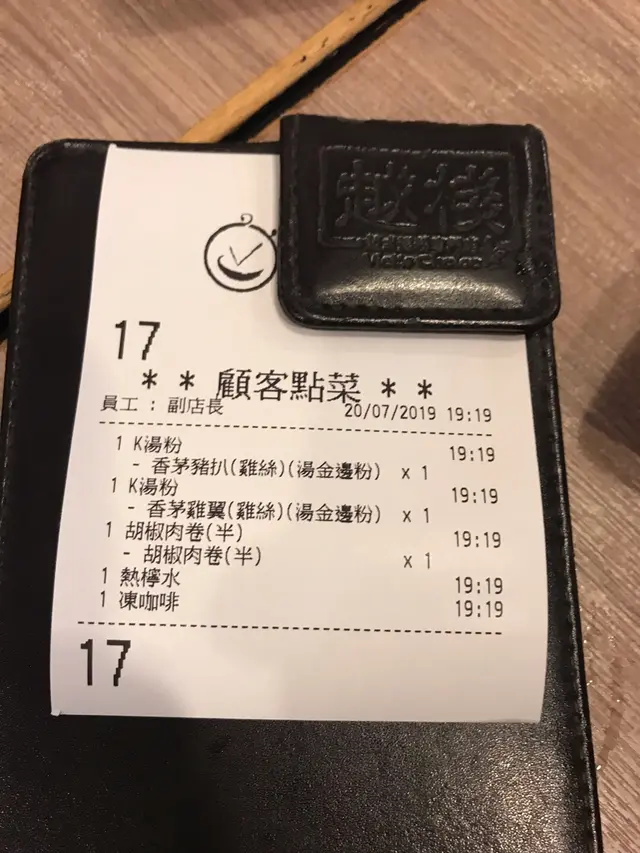 17
* * 顧客點菜 * *
員工 : 副店長 20/07/2019 19:19
1 K湯粉 19:19
- 香茅豬扒(雞絲)(湯金邊粉) x 1
1 K湯粉 19:19
- 香茅雞翼(雞絲)(湯金邊粉) x 1
1 胡椒肉卷(半) 19:19
- 胡椒肉卷(半) x 1
1 熱檸水 19:19
1 凍咖啡 19:19
17